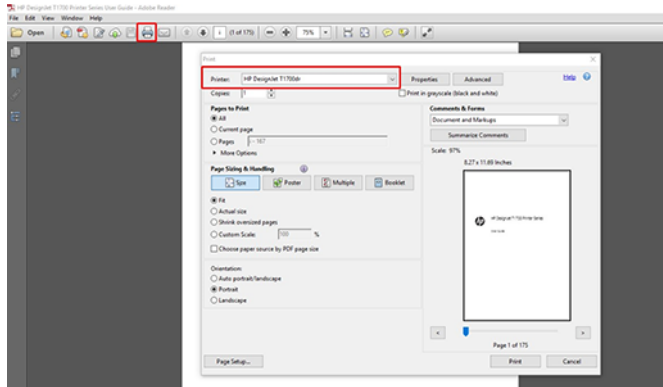 HP DesignJet T1700 Printer Series User Guide - Adobe Reader
File Edit View Window Help
Open (1 of 175) 75%
Print
Printer: HP DesignJet T1700dr Properties Advanced Help
Copies: 1 Print in greyscale (black and white)
Pages to Print
All
Current page
Pages 1 - 167
More Options
Page Sizing & Handling
Size Poster Multiple Booklet
Fit
Actual size
Shrink oversized pages
Custom Scale: 100 %
Choose paper source by PDF page size
Orientation:
Auto portrait/landscape
Portrait
Landscape
Comments & Forms
Document and Markups
Summarize Comments
Scale: 97%
8.27 x 11.69 Inches
HP DesignJet T1700 Printer Series
< >
Page 1 of 175
Page Setup... Print Cancel